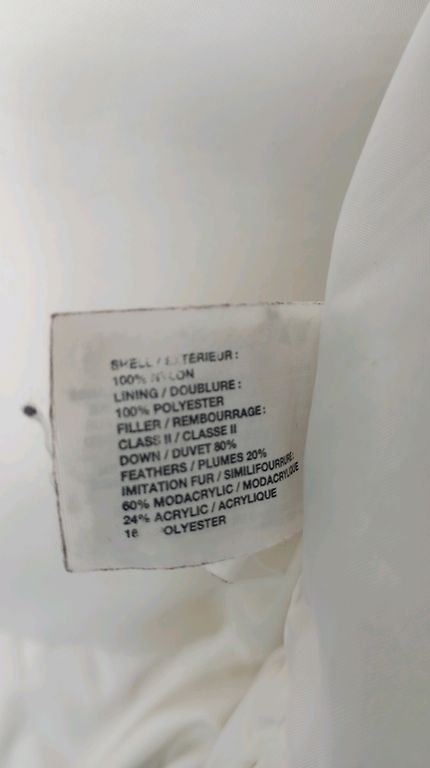 SHELL / EXTERIEUR:
100% NYLON
LINING / DOUBLURE:
100% POLYESTER
FILLER / REMBOURRAGE:
CLASS II / CLASSE II
DOWN / DUVET 80%
FEATHERS / PLUMES 20%
IMITATION FUR / SIMILIFOURRURE:
60% MODACRYLIC / MODACRYLIQUE
24% ACRYLIC / ACRYLIQUE
POLYESTER